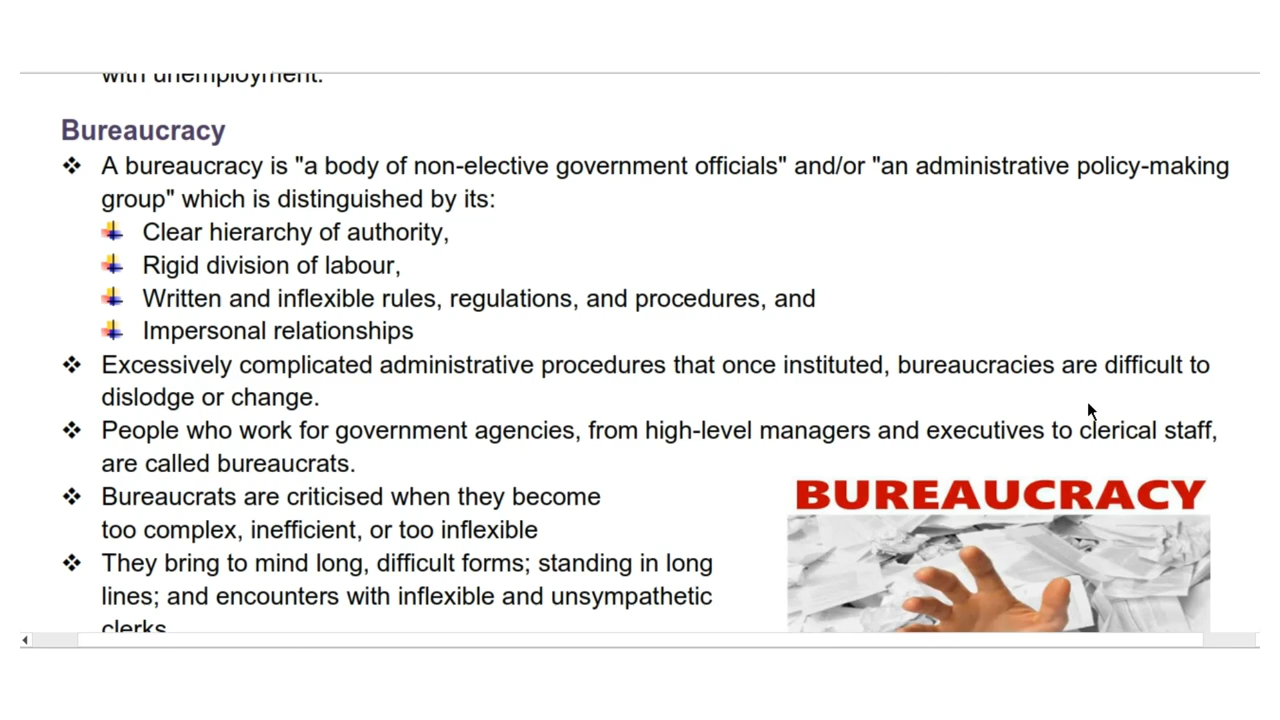 with unemployment.
Bureaucracy
❖ A bureaucracy is "a body of non-elective government officials" and/or "an administrative policy-making
group" which is distinguished by its:
Clear hierarchy of authority,
Rigid division of labour,
Written and inflexible rules, regulations, and procedures, and
Impersonal relationships
❖ Excessively complicated administrative procedures that once instituted, bureaucracies are difficult to
dislodge or change.
❖ People who work for government agencies, from high-level managers and executives to clerical staff,
are called bureaucrats.
❖ Bureaucrats are criticised when they become
too complex, inefficient, or too inflexible
❖ They bring to mind long, difficult forms; standing in long
lines; and encounters with inflexible and unsympathetic
clerks
BUREAUCRACY